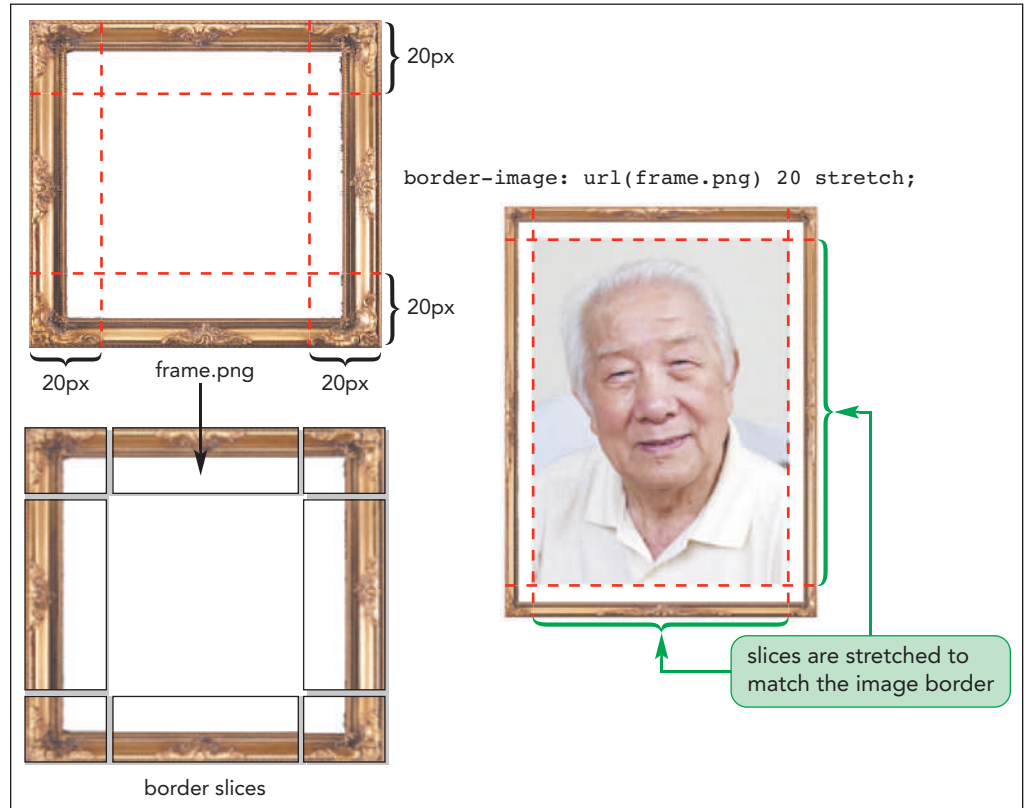 20px
border-image: url(frame.png) 20 stretch;
20px
20px
frame.png
20px
slices are stretched to
match the image border
border slices